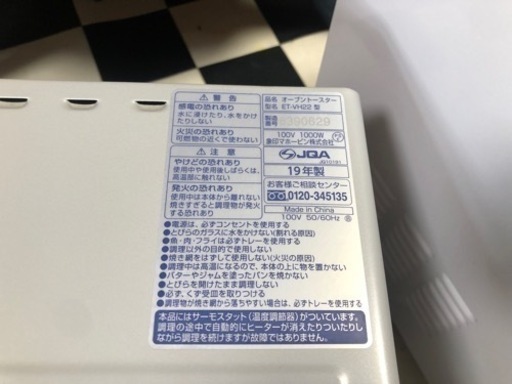 ⚠警告
感電の恐れあり
水に浸けたり、水をかけ
たりしない
火災の恐れあり
可燃物の近くで使わない
⚠注意
やけどの恐れあり
使用中や使用後しばらくは、
高温部に触れない
発火の恐れあり
使用中は本体から離れない
焼きすぎると調理物が発火
する恐れあり
品名 オーブントースター
型名 ET-VH22 型
製造番号
390629
100V 1000W
象印マホービン株式会社
JQA
19年製
お客様ご相談センター
0120-345135
Made in China
100V 50/60Hz
●電源は、必ずコンセントを使用する
●とびらのガラスに水をかけない(割れる原因)
●魚・肉・フライは必ずトレーを使用する
●調理以外の目的で使用しない
●焼き網をはずして使用しない(火災の原因)
●調理中は高温になるので、本体の上に物を置かない
●バターやジャムを塗ったパンを焼かない
●とびらを開けたまま調理しない
●必ず、くず受皿を取りつける
●調理物が焼き網から落ちやすい場合は、必ずトレーを使用する
本品にはサーモスタット(温度調節器)がついています。
調理の途中で自動的にヒーターが消えたりついたりし
ながら調理を続けますが故障ではありません。